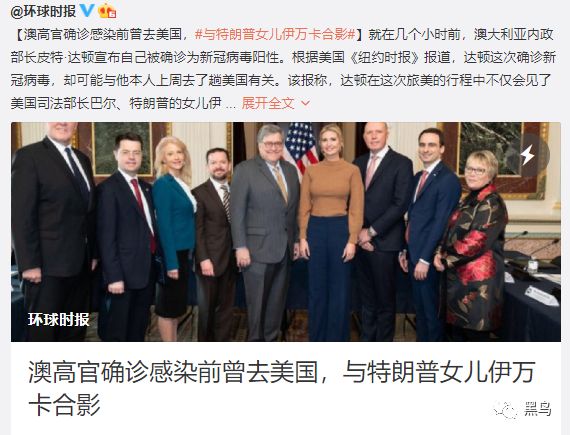 @环球时报
【澳高官确诊感染前曾去美国，#与特朗普女儿伊万卡合影#】就在几个小时前，澳大利亚内政
部长皮特·达顿宣布自己被确诊为新冠病毒阳性。根据美国《纽约时报》报道，达顿这次确诊新
冠病毒，却可能与他本人上周去了趟美国有关。该报称，达顿在这次旅美的行程中不仅会见了
美国司法部长巴尔、特朗普的女儿伊 ... 展开全文
环球时报
澳高官确诊感染前曾去美国，与特朗普女儿伊万
卡合影
黑鸟